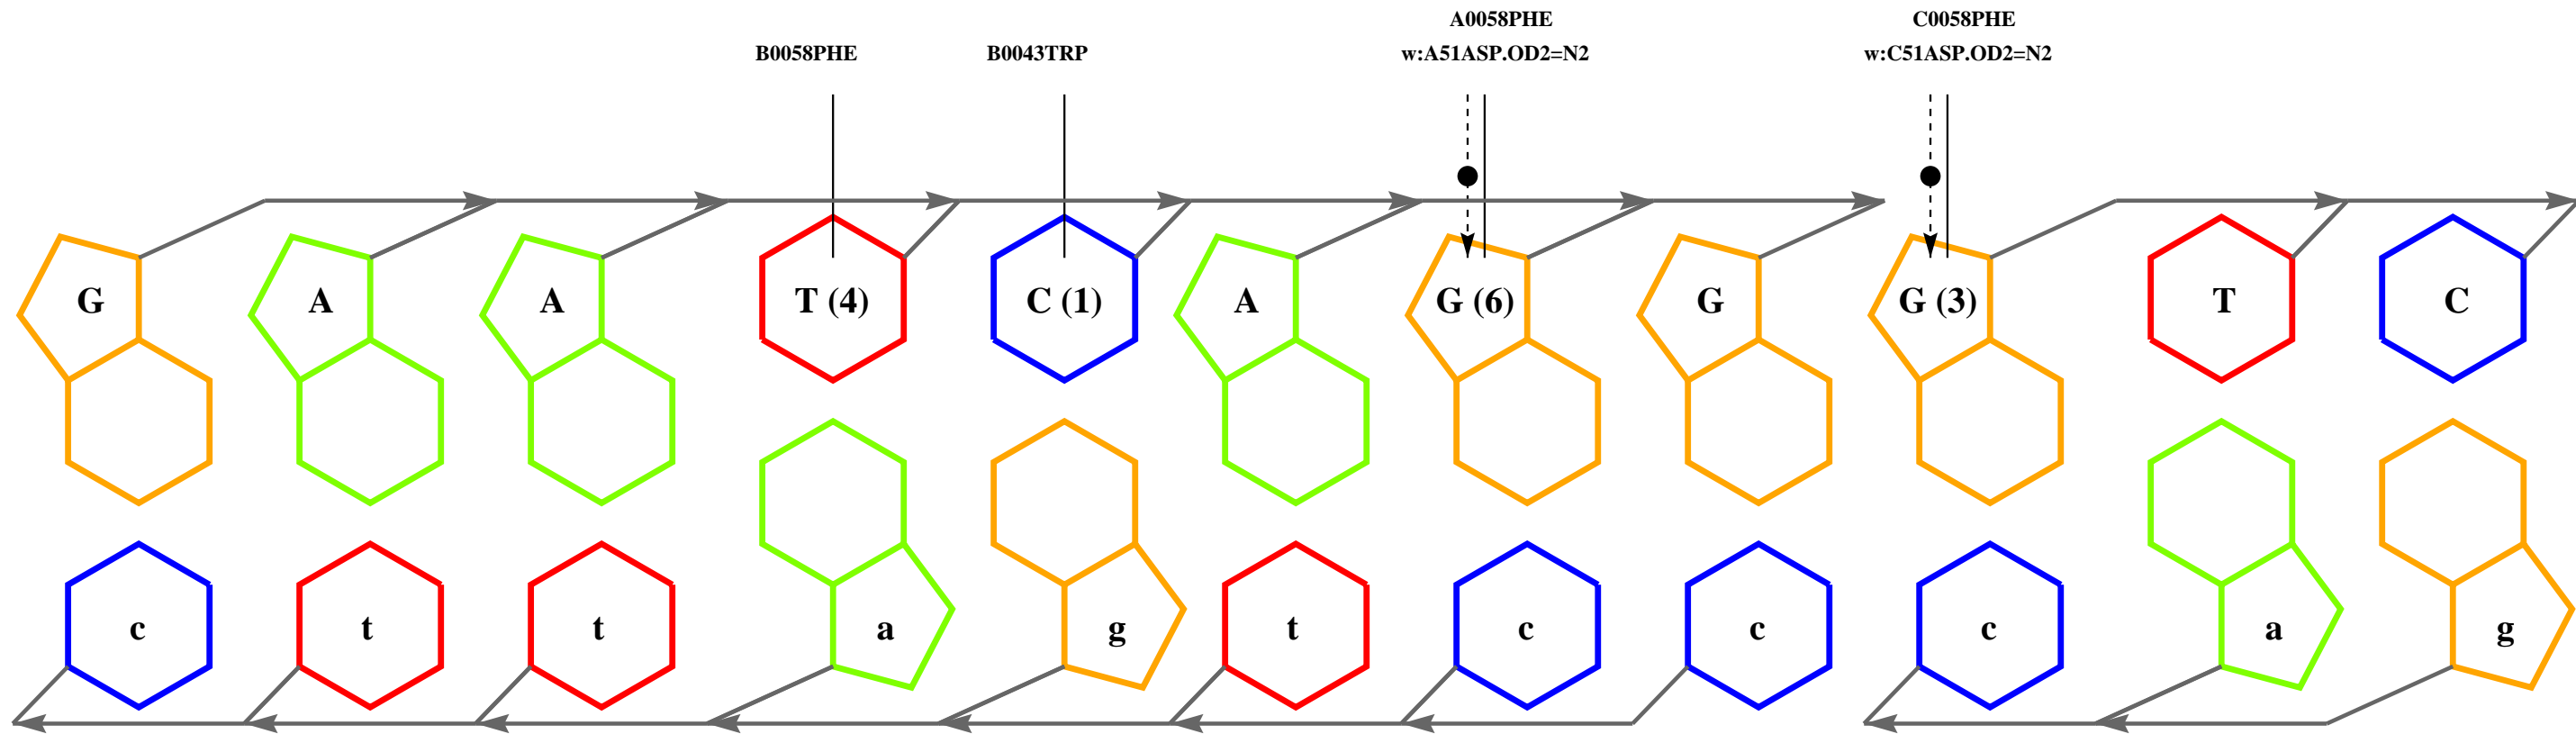 A0058PHE C0058PHE
B0058PHE B0043TRP w:A51ASP.OD2=N2 w:C51ASP.OD2=N2
G A A T (4) C (1) A G (6) G G (3) T C
c t t a g t c c c a g